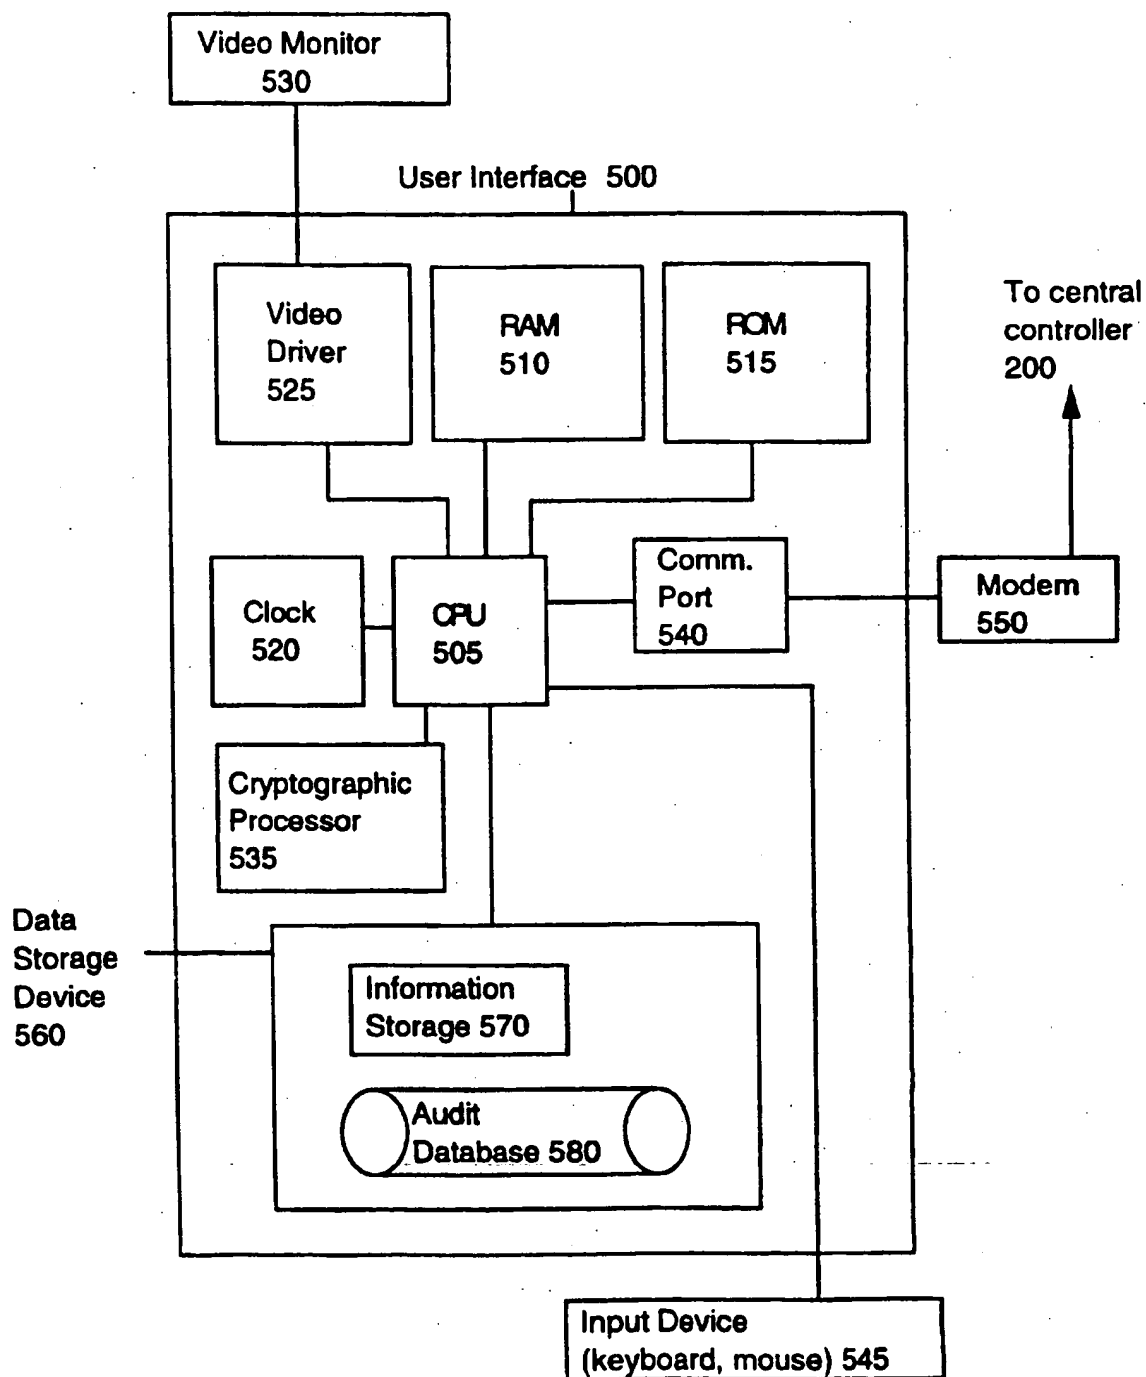 Video Monitor
530
User Interface 500
Video
Driver
525
RAM
510
ROM
515
To central
controller
200
Clock
520
CPU
505
Comm.
Port
540
Modem
550
Cryptographic
Processor
535
Data
Storage
Device
560
Information
Storage 570
Audit
Database 580
Input Device
(keyboard, mouse) 545